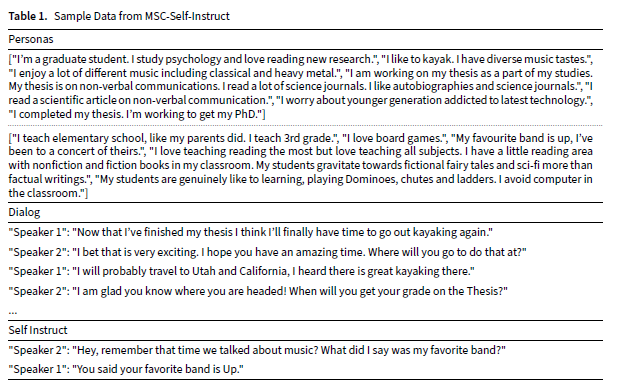 Table 1. Sample Data from MSC-Self-Instruct
Personas
["I'm a graduate student. I study psychology and love reading new research.", "I like to kayak. I have diverse music tastes.",
"I enjoy a lot of different music including classical and heavy metal.", "I am working on my thesis as a part of my studies.
My thesis is on non-verbal communications. I read a lot of science journals. I like autobiographies and science journals.", "I
read a scientific article on non-verbal communication.", "I worry about younger generation addicted to latest technology.",
"I completed my thesis. I'm working to get my PhD."]
["I teach elementary school, like my parents did. I teach 3rd grade.", "I love board games.", "My favourite band is up, I've
been to a concert of theirs.", "I love teaching reading the most but love teaching all subjects. I have a little reading area
with nonfiction and fiction books in my classroom. My students gravitate towards fictional fairy tales and sci-fi more than
factual writings.", "My students are genuinely like to learning, playing Dominoes, chutes and ladders. I avoid computer in
the classroom."]
Dialog
"Speaker 1": "Now that I've finished my thesis I think I'll finally have time to go out kayaking again."
"Speaker 2": "I bet that is very exciting. I hope you have an amazing time. Where will you go to do that at?"
"Speaker 1": "I will probably travel to Utah and California, I heard there is great kayaking there."
"Speaker 2": "I am glad you know where you are headed! When will you get your grade on the Thesis?"
...
Self Instruct
"Speaker 2": "Hey, remember that time we talked about music? What did I say was my favorite band?"
"Speaker 1": "You said your favorite band is Up."